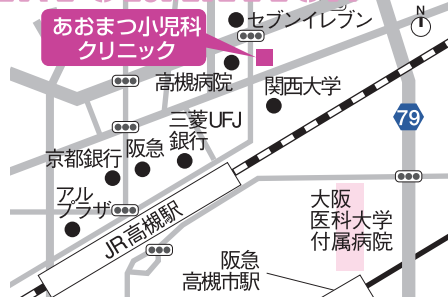 セブンイレブン
N
あおまつ小児科
クリニック
高槻病院
関西大学
79
三菱UFJ
銀行
阪急
京都銀行
アル
プラザ
JR高槻駅
大阪
医科大学
付属病院
阪急
高槻市駅